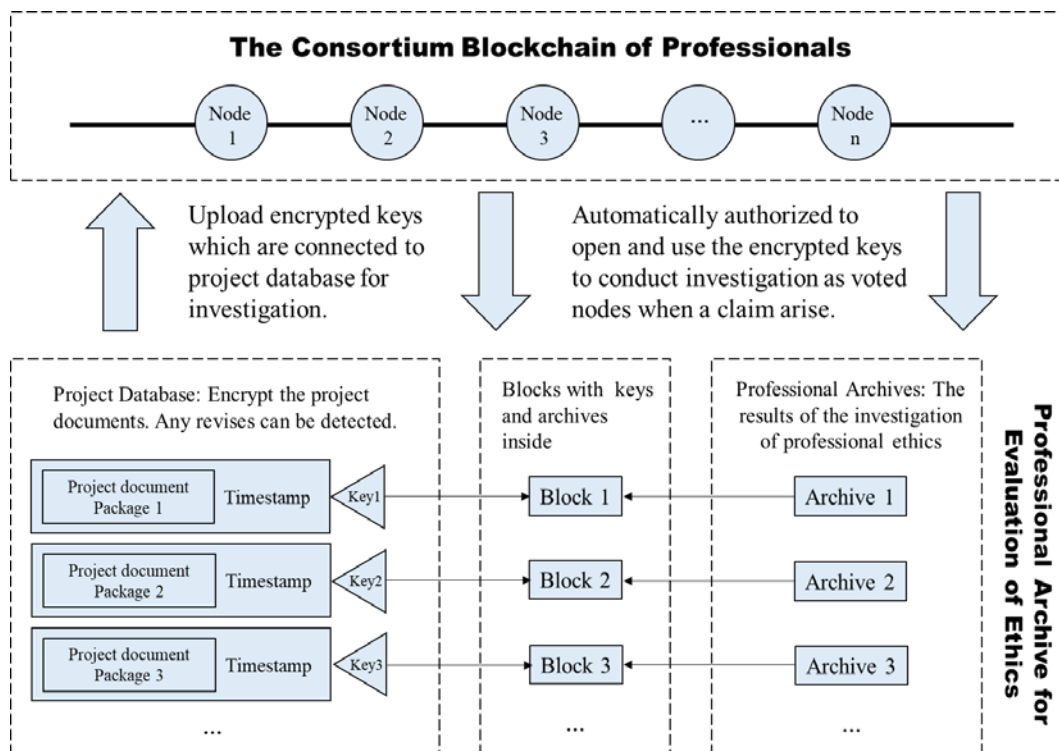 The Consortium Blockchain of Professionals
Node
1
Node
2
Node
3
...
Node
n
Upload encrypted keys
which are connected to
project database for
investigation.
Automatically authorized to
open and use the encrypted keys
to conduct investigation as voted
nodes when a claim arise.
Project Database: Encrypt the project
documents. Any revises can be detected.
Project document
Package 1
Timestamp
Key1
Project document
Package 2
Timestamp
Key2
Project document
Package 3
Timestamp
Key3
...
Blocks with keys
and archives
inside
Block 1
Block 2
Block 3
...
Professional Archives: The
results of the investigation
of professional ethics
Archive 1
Archive 2
Archive 3
...
Professional Archive for
Evaluation of Ethics